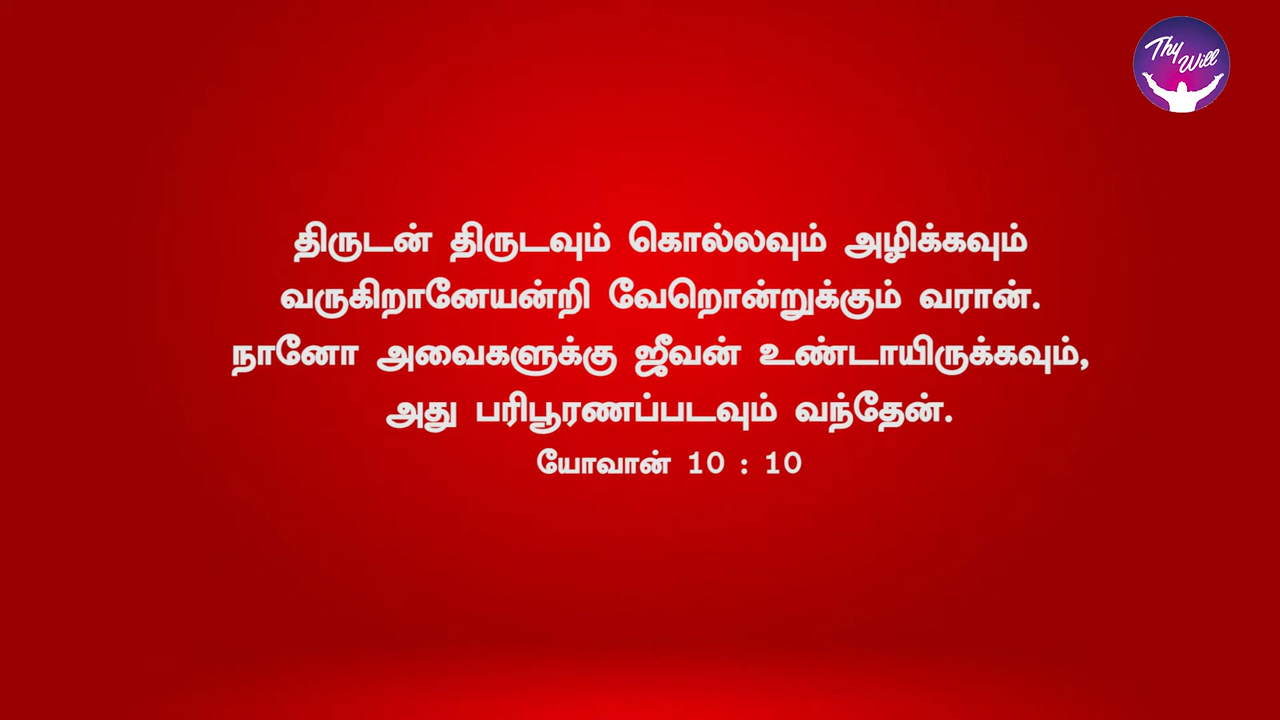 Thy Will
திருடன் திருடவும் கொல்லவும் அழிக்கவும்
வருகிறானேயன்றி வேறொன்றுக்கும் வரான்.
நானோ அவைகளுக்கு ஜீவன் உண்டாயிருக்கவும்,
அது பரிபூரணப்படவும் வந்தேன்.
யோவான் 10 : 10